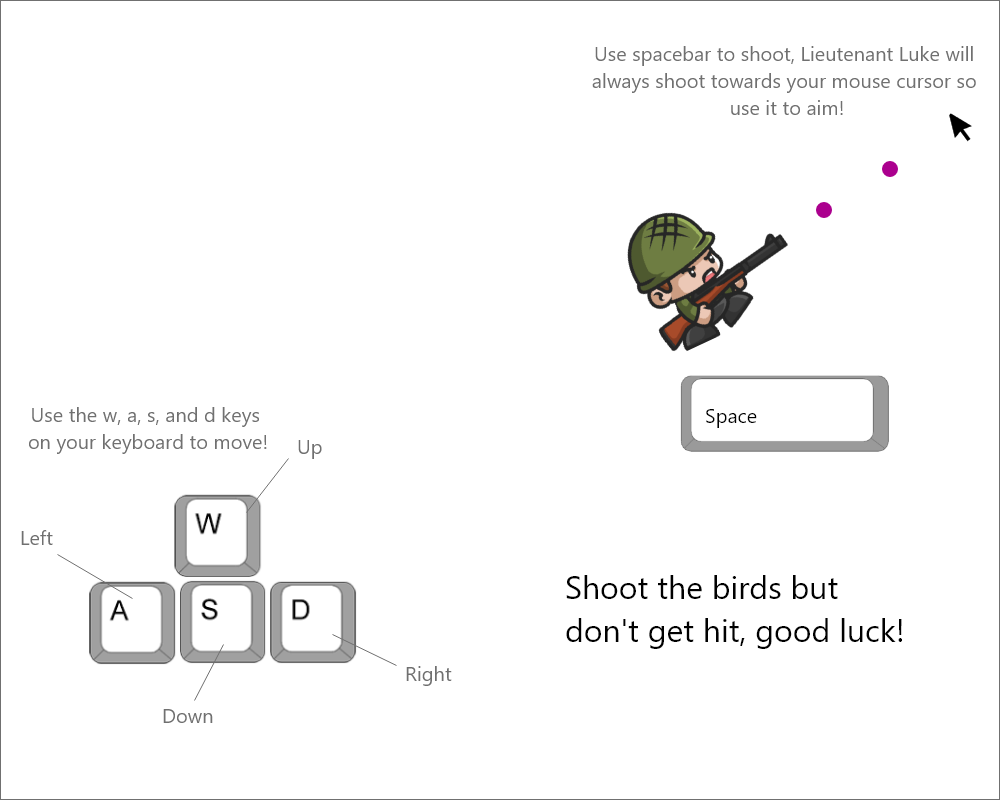 Use spacebar to shoot, Lieutenant Luke will
always shoot towards your mouse cursor so
use it to aim!
Space
Use the w, a, s, and d keys
on your keyboard to move!
Up
W
Left
A
S
D
Right
Down
Shoot the birds but
don't get hit, good luck!